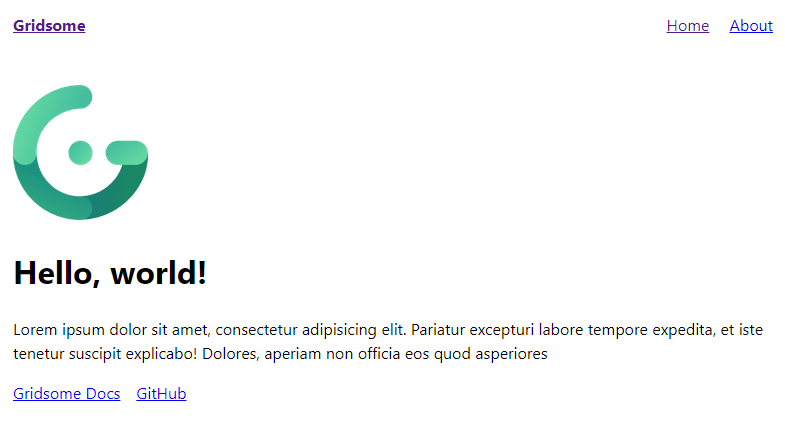 Gridsome Home About
Hello, world!
Lorem ipsum dolor sit amet, consectetur adipisicing elit. Pariatur excepturi labore tempore expedita, et iste
tenetur suscipit explicabo! Dolores, aperiam non officia eos quod asperiores
Gridsome Docs GitHub